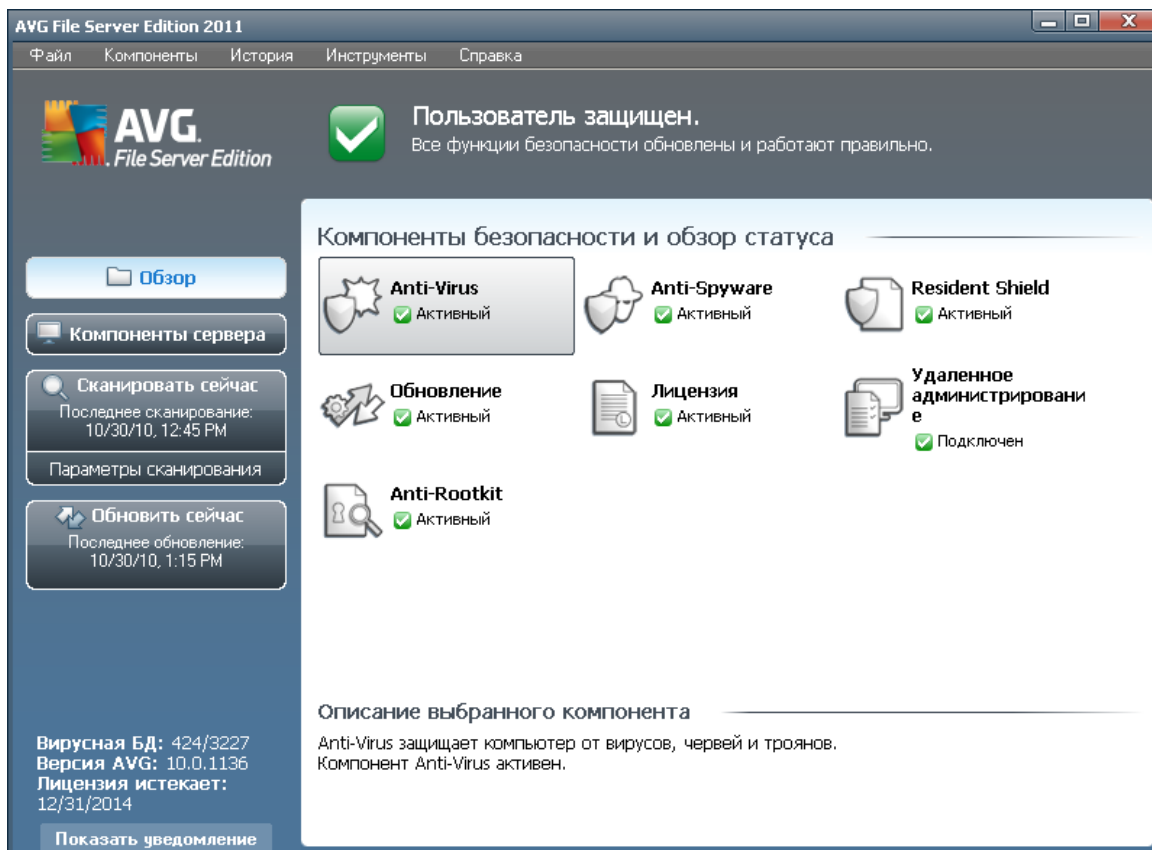 AVG File Server Edition 2011
Файл Компоненты История Инструменты Справка
AVG.
File Server Edition
Пользователь защищен.
Все функции безопасности обновлены и работают правильно.
Обзор
Компоненты сервера
Сканировать сейчас
Последнее сканирование:
10/30/10, 12:45 PM
Параметры сканирования
Обновить сейчас
Последнее обновление:
10/30/10, 1:15 PM
Вирусная БД: 424/3227
Версия AVG: 10.0.1136
Лицензия истекает:
12/31/2014
Показать уведомление
Компоненты безопасности и обзор статуса
Anti-Virus
Активный
Anti-Spyware
Активный
Resident Shield
Активный
Обновление
Активный
Лицензия
Активный
Удаленное
администрировани
е
Подключен
Anti-Rootkit
Активный
Описание выбранного компонента
Anti-Virus защищает компьютер от вирусов, червей и троянов.
Компонент Anti-Virus активен.